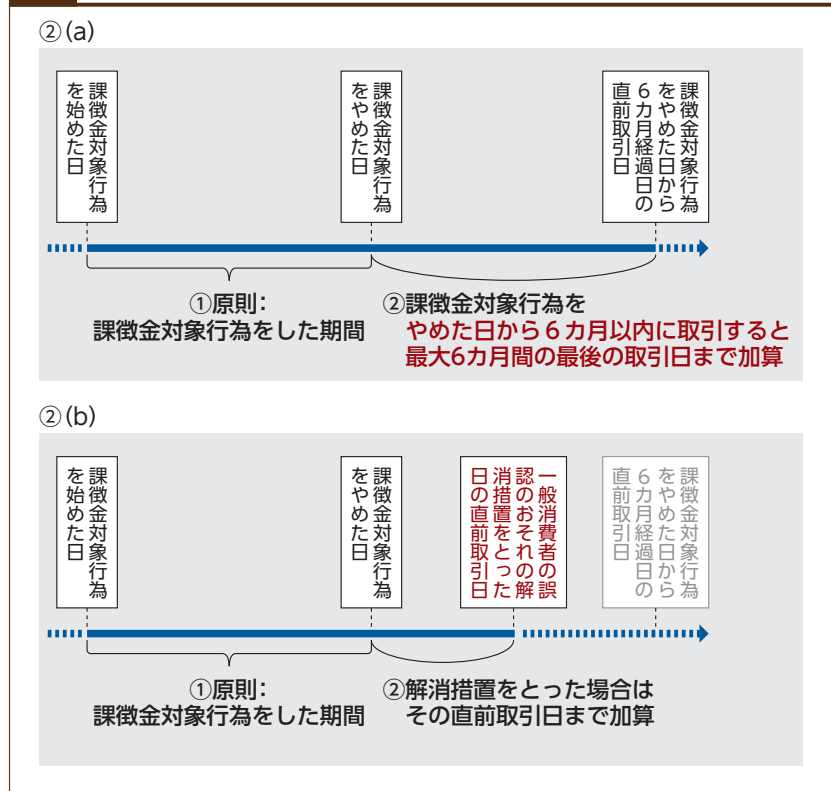 ②(a)
課徴金対象行為
を始めた日
課徴金対象行為
をやめた日
課徴金対象行為
をやめた日から
6カ月経過日の
直前取引日
①原則：
課徴金対象行為をした期間
②課徴金対象行為を
やめた日から6カ月以内に取引すると
最大6カ月間の最後の取引日まで加算
②(b)
課徴金対象行為
を始めた日
課徴金対象行為
をやめた日
一般消費者の誤
認のおそれの解
消措置をとった
日の直前取引日
課徴金対象行為
をやめた日から
6カ月経過日の
直前取引日
①原則：
課徴金対象行為をした期間
②解消措置をとった場合は
その直前取引日まで加算